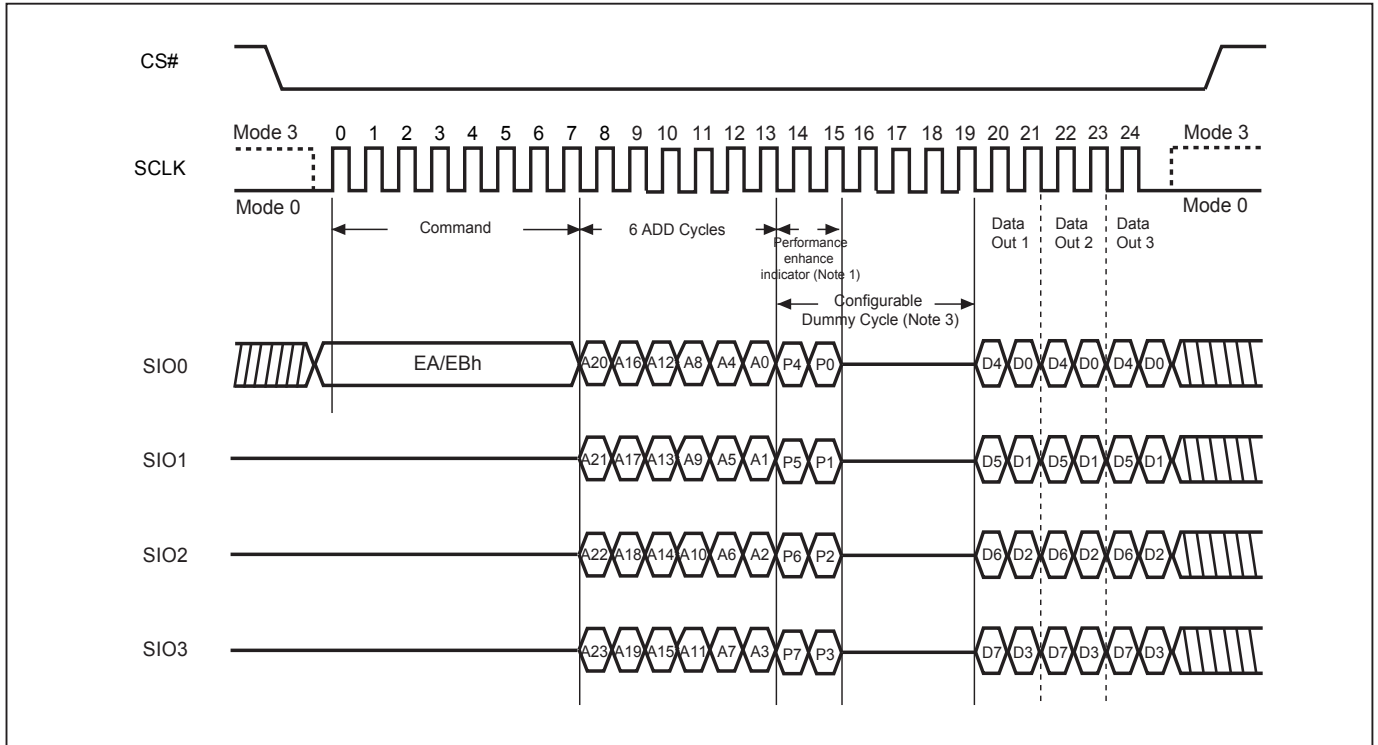 CS#
Mode 3 0 1 2 3 4 5 6 7 8 9 10 11 12 13 14 15 16 17 18 19 20 21 22 23 24 Mode 3
SCLK
Mode 0 Mode 0
Command 6 ADD Cycles Data Data Data
Out 1 Out 2 Out 3
Performance
enhance
indicator (Note 1)
Configurable
Dummy Cycle (Note 3)
SIO0 EA/EBh A20 A16 A12 A8 A4 A0 P4 P0 D4 D0 D4 D0 D4 D0
SIO1 A21 A17 A13 A9 A5 A1 P5 P1 D5 D1 D5 D1 D5 D1
SIO2 A22 A18 A14 A10 A6 A2 P6 P2 D6 D2 D6 D2 D6 D2
SIO3 A23 A19 A15 A11 A7 A3 P7 P3 D7 D3 D7 D3 D7 D3